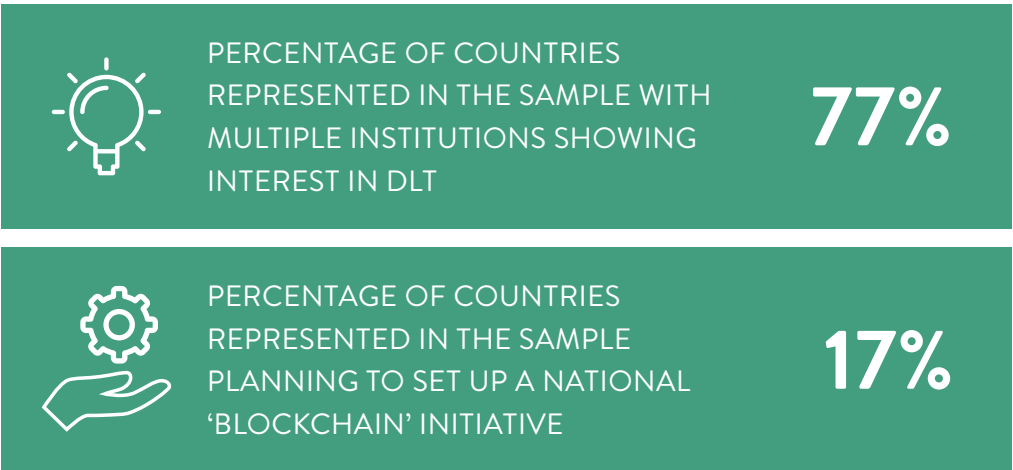 PERCENTAGE OF COUNTRIES
REPRESENTED IN THE SAMPLE WITH
MULTIPLE INSTITUTIONS SHOWING
INTEREST IN DLT
77%
PERCENTAGE OF COUNTRIES
REPRESENTED IN THE SAMPLE
PLANNING TO SET UP A NATIONAL
‘BLOCKCHAIN’ INITIATIVE
17%